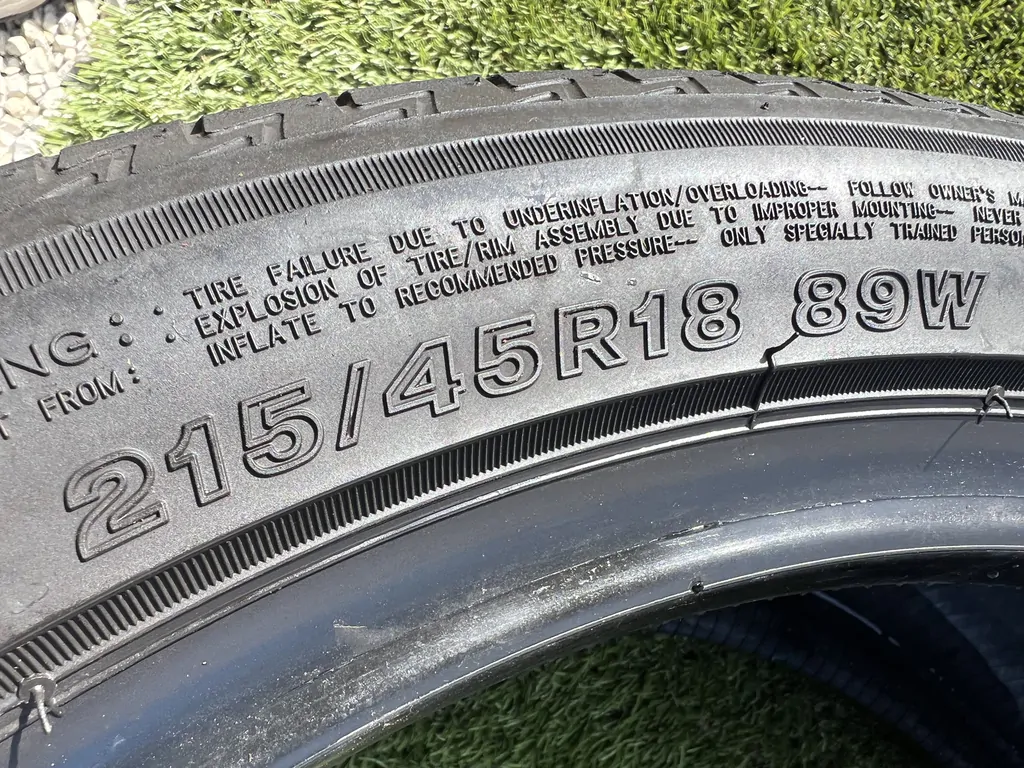 TIRE FAILURE DUE TO UNDERINFLATION/OVERLOADING-- FOLLOW OWNER'S
EXPLOSION OF TIRE/RIM ASSEMBLY DUE TO IMPROPER MOUNTING-- NEVER
INFLATE TO RECOMMENDED PRESSURE-- ONLY SPECIALLY TRAINED
NG:
FROM:
215/45R18 89W